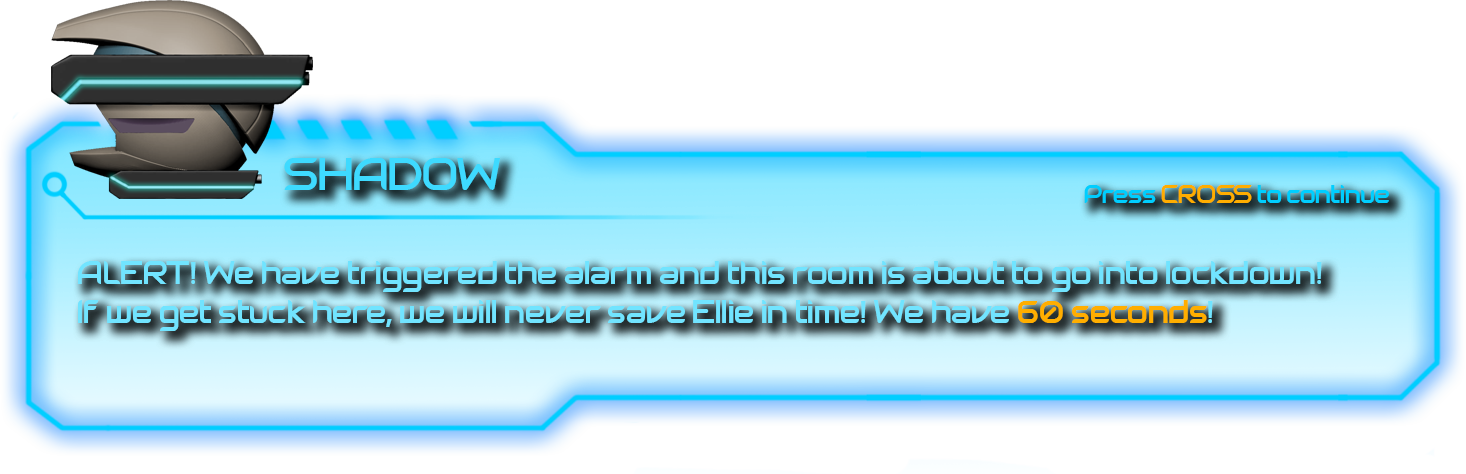 SHADOW
Press CROSS to continue
ALERT! We have triggered the alarm and this room is about to go into lockdown!
If we get stuck here, we will never save Ellie in time! We have 60 seconds!